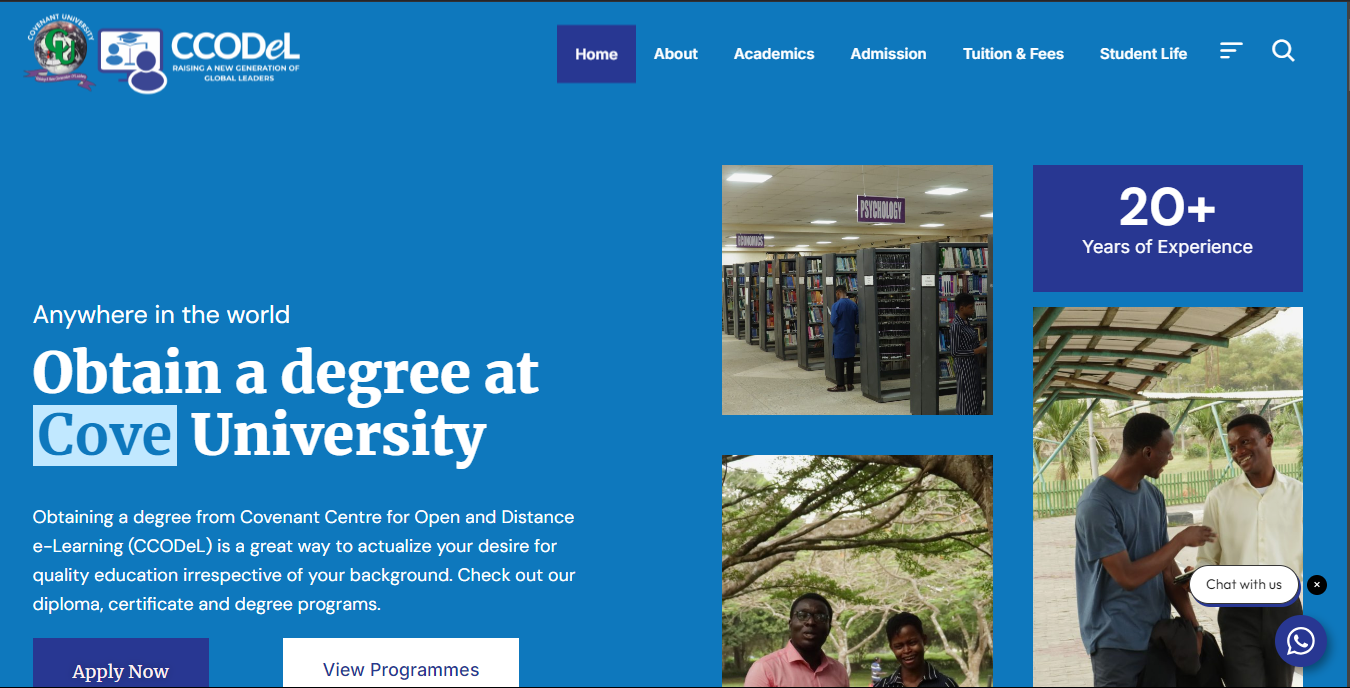 COVENANT UNIVERSITY
CU
CCODeL
RAISING A NEW GENERATION OF
GLOBAL LEADERS
Home
About
Academics
Admission
Tuition & Fees
Student Life
PSYCHOLOGY
ECONOMICS
20+
Years of Experience
Anywhere in the world
Obtain a degree at
Cove University
Obtaining a degree from Covenant Centre for Open and Distance
e-Learning (CCODeL) is a great way to actualize your desire for
quality education irrespective of your background. Check out our
diploma, certificate and degree programs.
Apply Now
View Programmes
Chat with us
×